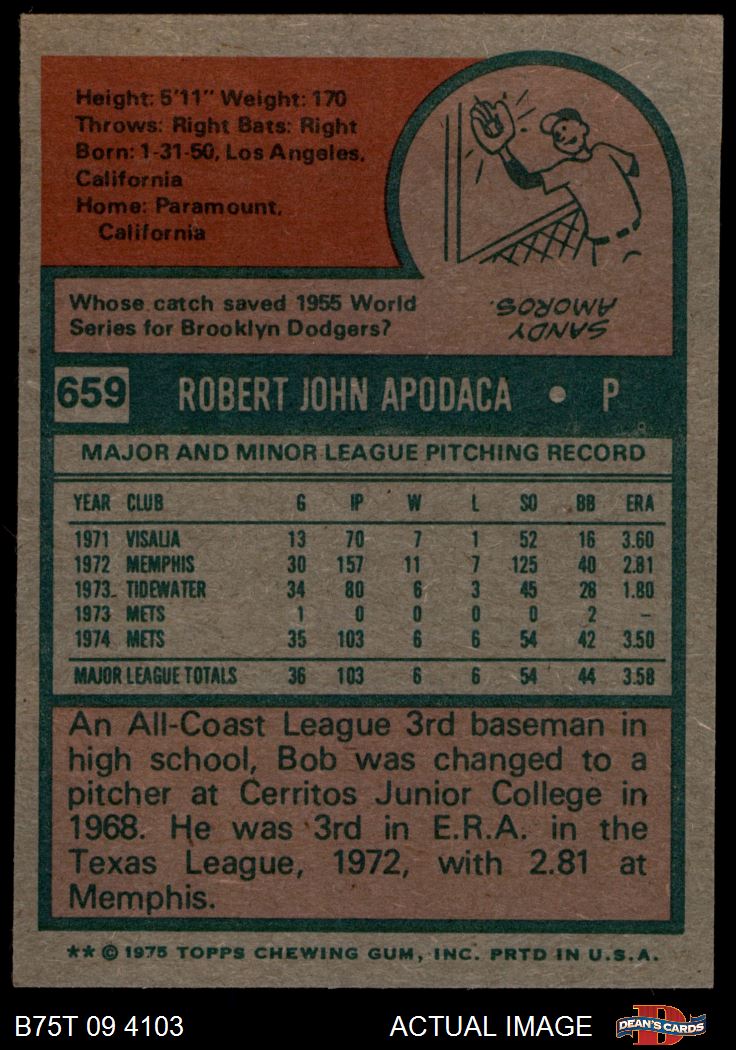 Height: 5'11" Weight: 170
Throws: Right Bats: Right
Born: 1-31-50, Los Angeles,
California
Home: Paramount,
California
Whose catch saved 1955 World
Series for Brooklyn Dodgers?
SANDY
AMOROS.
659 ROBERT JOHN APODACA • P
MAJOR AND MINOR LEAGUE PITCHING RECORD
YEAR CLUB G IP W L SO BB ERA
1971 VISALIA 13 70 7 1 52 16 3.60
1972 MEMPHIS 30 157 11 7 125 40 2.81
1973 TIDEWATER 34 80 6 3 45 28 1.80
1973 METS 1 0 0 0 0 2 –
1974 METS 35 103 6 6 54 42 3.50
MAJOR LEAGUE TOTALS 36 103 6 6 54 44 3.58
An All-Coast League 3rd baseman in
high school, Bob was changed to a
pitcher at Cerritos Junior College in
1968. He was 3rd in E.R.A. in the
Texas League, 1972, with 2.81 at
Memphis.
** © 1975 TOPPS CHEWING GUM, INC. PRTD IN U.S.A.
B75T 09 4103 ACTUAL IMAGE D DEAN'S CARDS